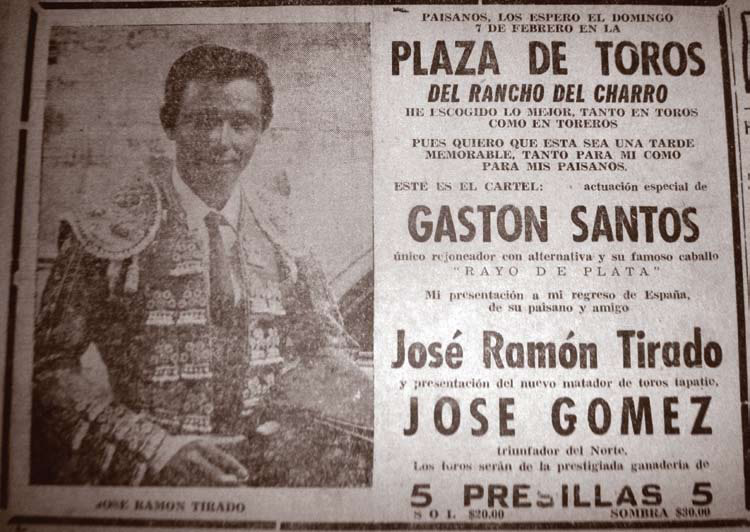 PAISANOS, LOS ESPERO EL DOMINGO
7 DE FEBRERO EN LA
PLAZA DE TOROS
DEL RANCHO DEL CHARRO
HE ESCOGIDO LO MEJOR, TANTO EN TOROS
COMO EN TOREROS
PUES QUIERO QUE ESTA SEA UNA TARDE
MEMORABLE, TANTO PARA MI COMO
PARA MIS PAISANOS.
ESTE ES EL CARTEL: actuación especial de
GASTON SANTOS
único rejoneador con alternativa y su famoso caballo
"RAYO DE PLATA"
Mi presentación a mi regreso de España,
de su paisano y amigo
José Ramón Tirado
y presentación del nuevo matador de toros tapatío,
JOSE GOMEZ
triunfador del Norte.
Los toros serán de la prestigiada ganadería de
5 PRESILLAS 5
SOL $20.00 SOMBRA $30.00
JOSE RAMON TIRADO